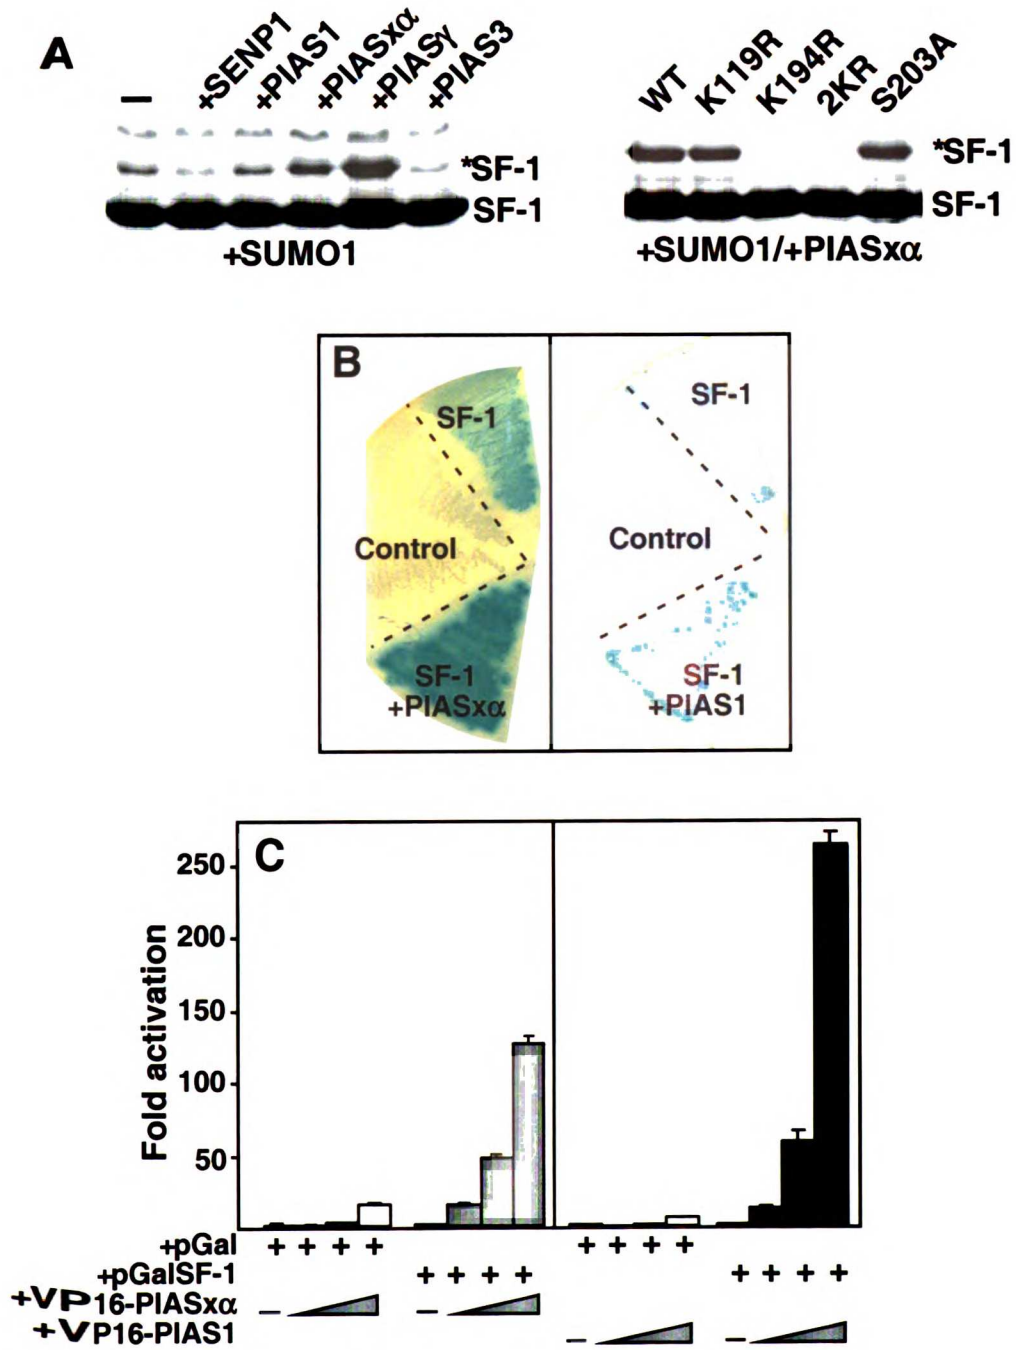 A
– +SENP1 +PIAS1 +PIASxα +PIASγ +PIAS3
*SF-1
SF-1
+SUMO1
WT K119R K194R 2KR S203A
*SF-1
SF-1
+SUMO1/+PIASxα
B
SF-1
Control
SF-1
+PIASxα
SF-1
Control
SF-1
+PIAS1
C
Fold activation
250
200
150
100
50
+pGal + + + + + + + +
+pGalSF-1 + + + + + + + +
+VP16-PIASxα – –
+VP16-PIAS1 – –